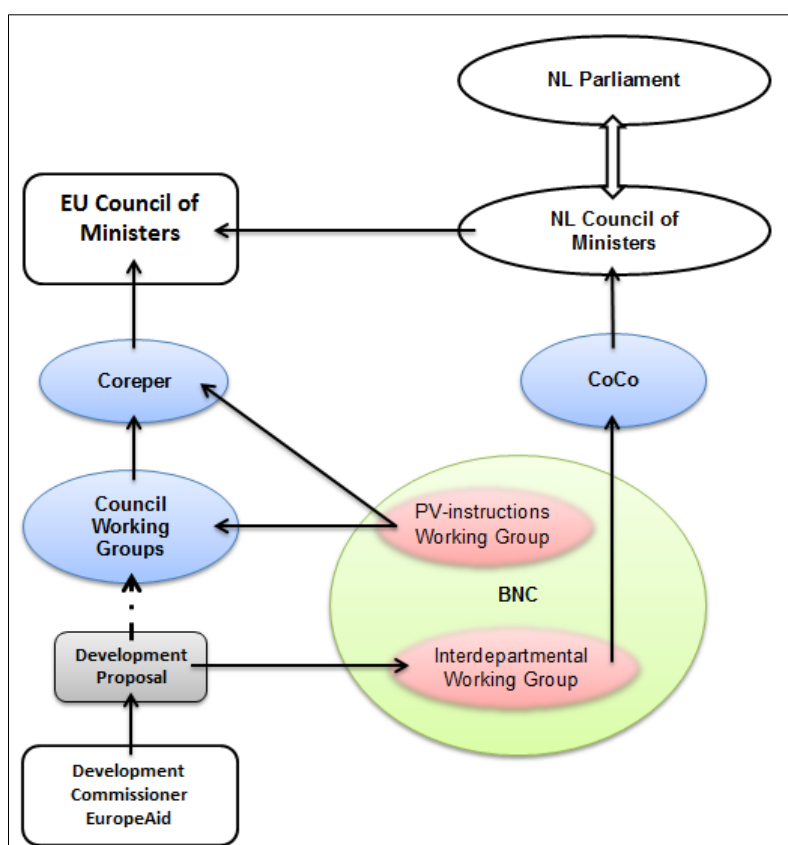 NL Parliament
EU Council of
Ministers
NL Council of
Ministers
Coreper
CoCo
Council
Working
Groups
PV-instructions
Working Group
BNC
Development
Proposal
Interdepartmental
Working Group
Development
Commissioner
EuropeAid